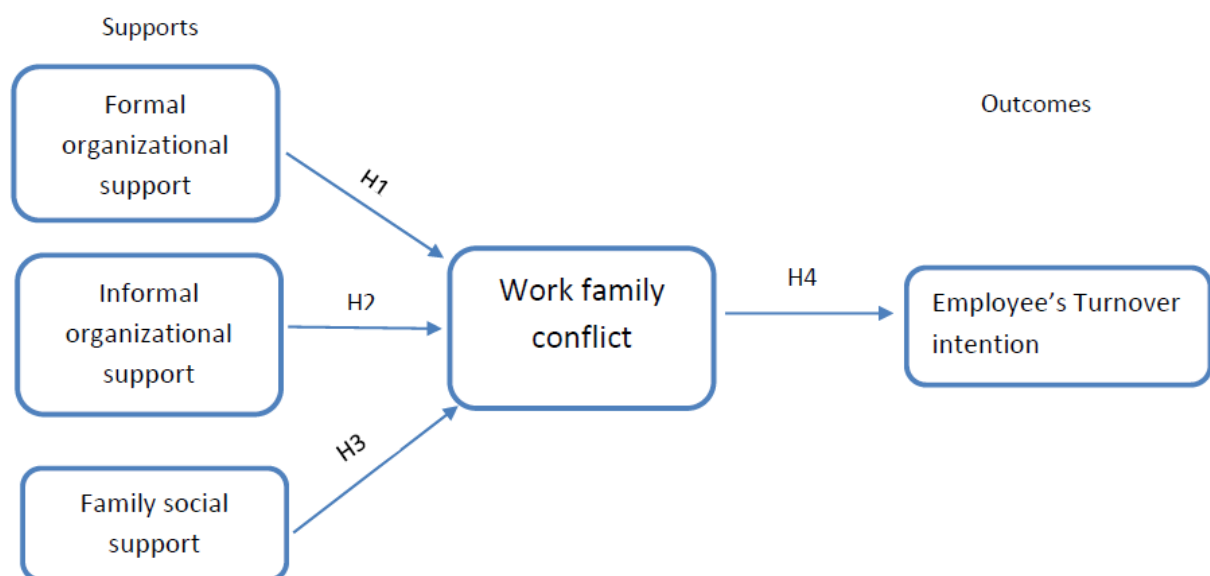 Supports
Formal
organizational
support
Outcomes
H1
Informal
organizational
support
H2
Work family
conflict
H4
Employee’s Turnover
intention
H3
Family social
support